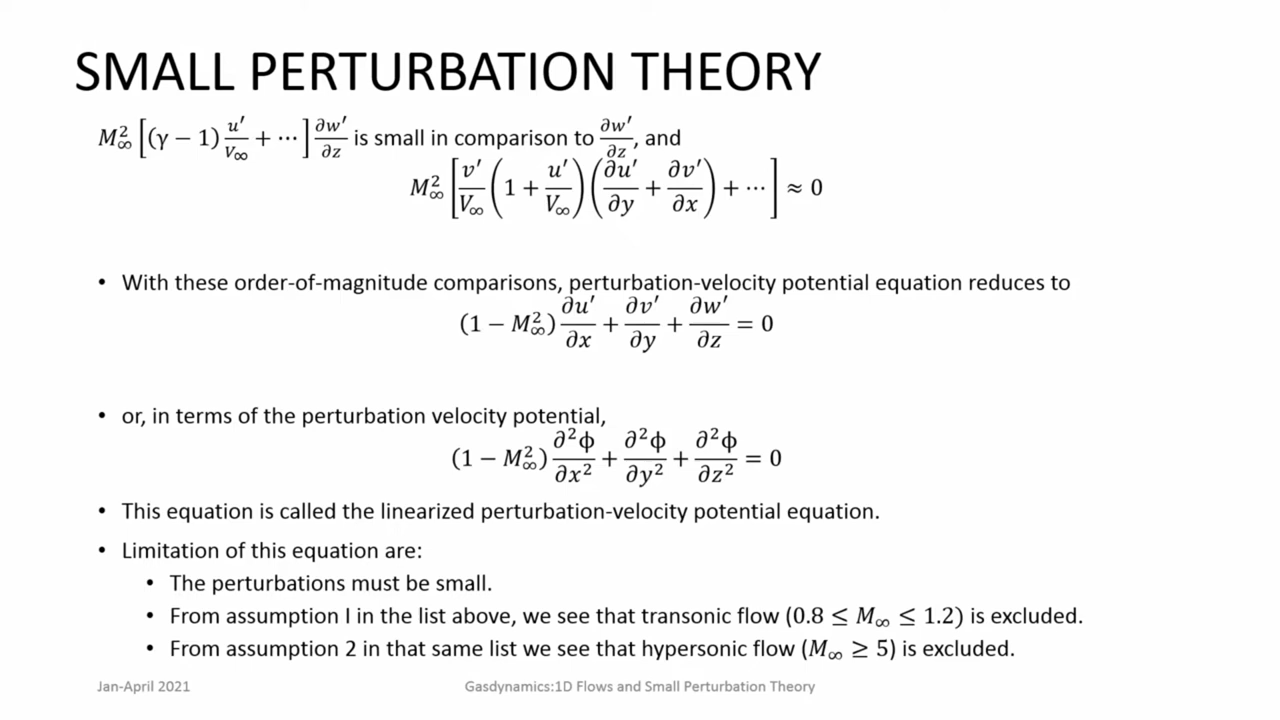 SMALL PERTURBATION THEORY
M∞² [(γ − 1) u′/V∞ + ⋯] ∂w′/∂z is small in comparison to ∂w′/∂z, and
M∞² [v′/V∞ (1 + u′/V∞) (∂u′/∂y + ∂v′/∂x) + ⋯] ≈ 0
• With these order-of-magnitude comparisons, perturbation-velocity potential equation reduces to
(1 − M∞²) ∂u′/∂x + ∂v′/∂y + ∂w′/∂z = 0
• or, in terms of the perturbation velocity potential,
(1 − M∞²) ∂²ϕ/∂x² + ∂²ϕ/∂y² + ∂²ϕ/∂z² = 0
• This equation is called the linearized perturbation-velocity potential equation.
• Limitation of this equation are:
• The perturbations must be small.
• From assumption I in the list above, we see that transonic flow (0.8 ≤ M∞ ≤ 1.2) is excluded.
• From assumption 2 in that same list we see that hypersonic flow (M∞ ≥ 5) is excluded.
Jan-April 2021
Gasdynamics:1D Flows and Small Perturbation Theory